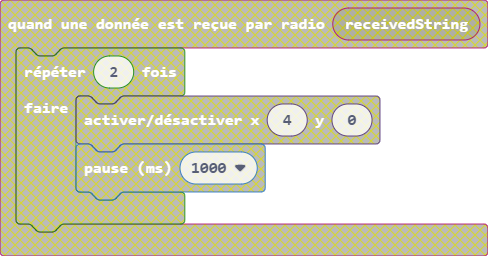 quand une donnée est reçue par radio receivedString
répéter 2 fois
faire
activer/désactiver x 4 y 0
pause (ms) 1000